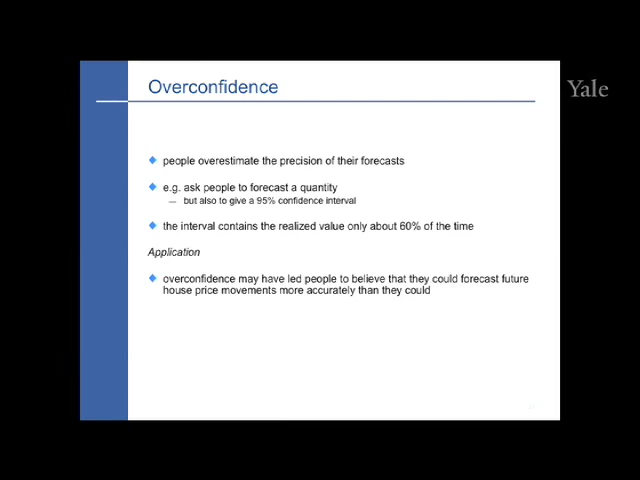 Overconfidence
Yale
people overestimate the precision of their forecasts
e.g. ask people to forecast a quantity
— but also to give a 95% confidence interval
the interval contains the realized value only about 60% of the time
Application
overconfidence may have led people to believe that they could forecast future
house price movements more accurately than they could